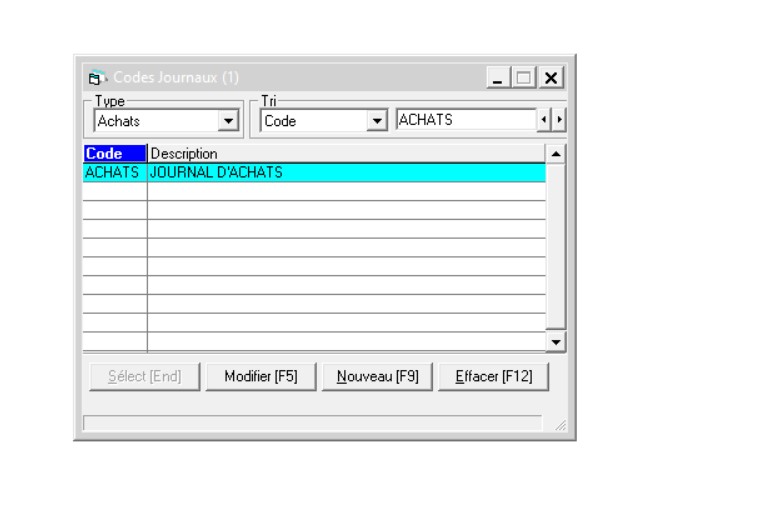 Codes Journaux (1)
Type Tri
Achats Code ACHATS
Code Description
ACHATS JOURNAL D'ACHATS
Sélect [End] Modifier [F5] Nouveau [F9] Effacer [F12]